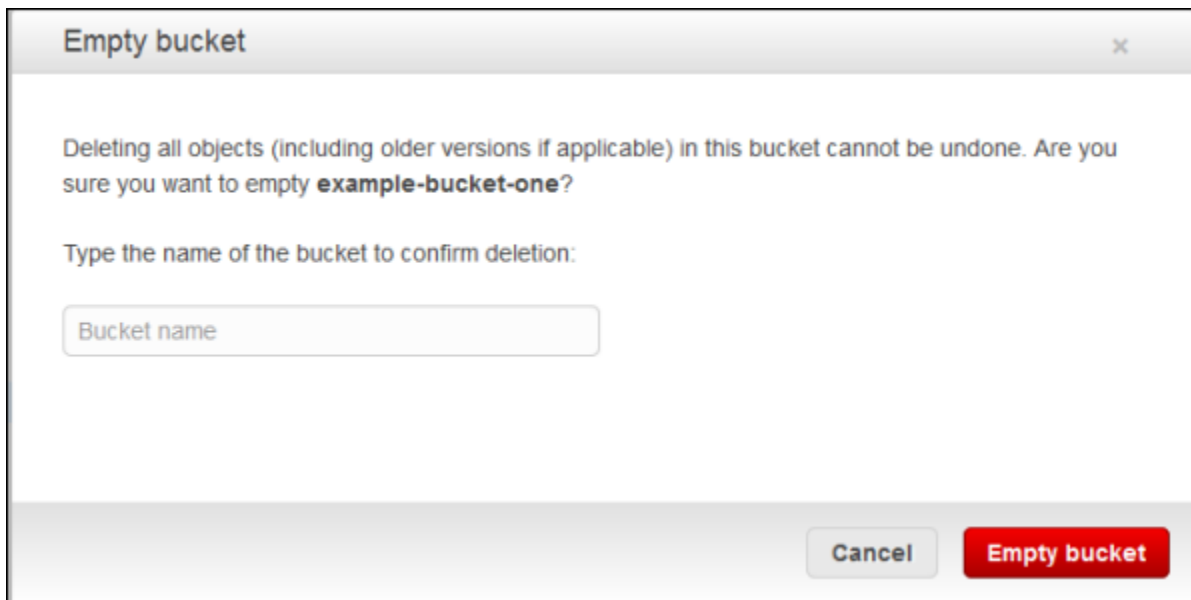 Empty bucket
×
Deleting all objects (including older versions if applicable) in this bucket cannot be undone. Are you
sure you want to empty example-bucket-one?
Type the name of the bucket to confirm deletion:
Bucket name
Cancel
Empty bucket